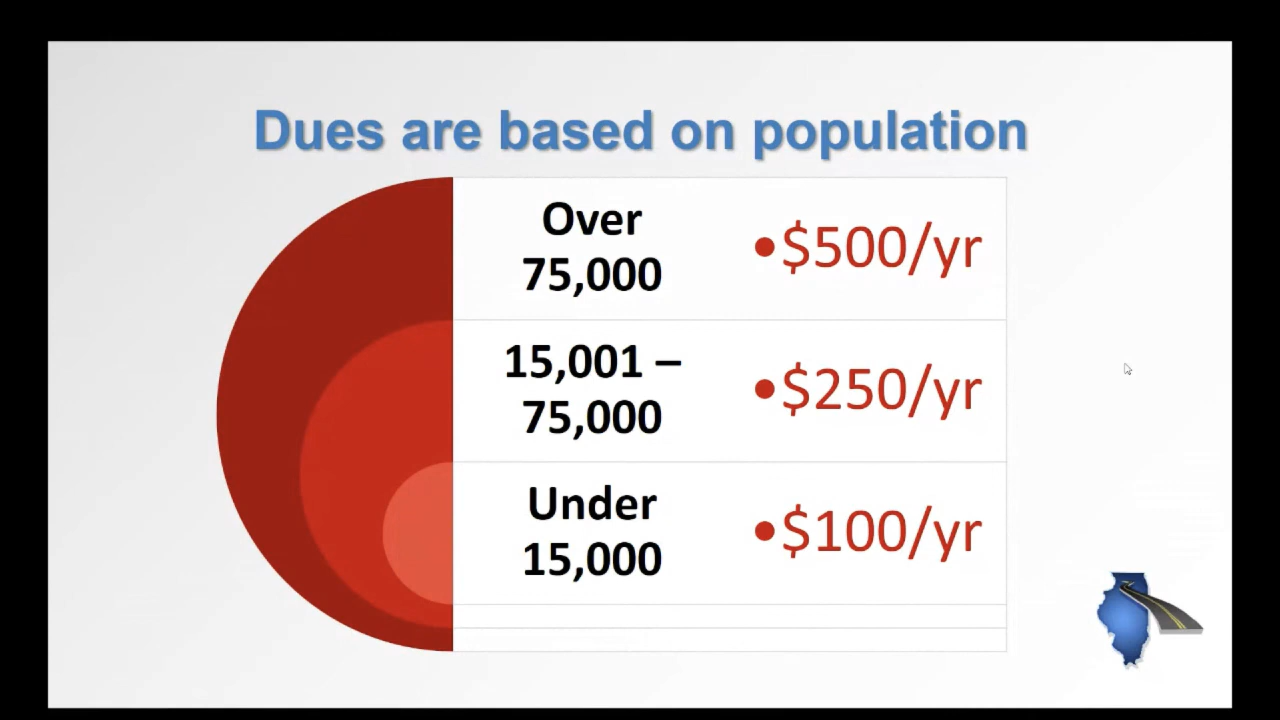 Dues are based on population
Over
75,000
•$500/yr
15,001 –
75,000
•$250/yr
Under
15,000
•$100/yr